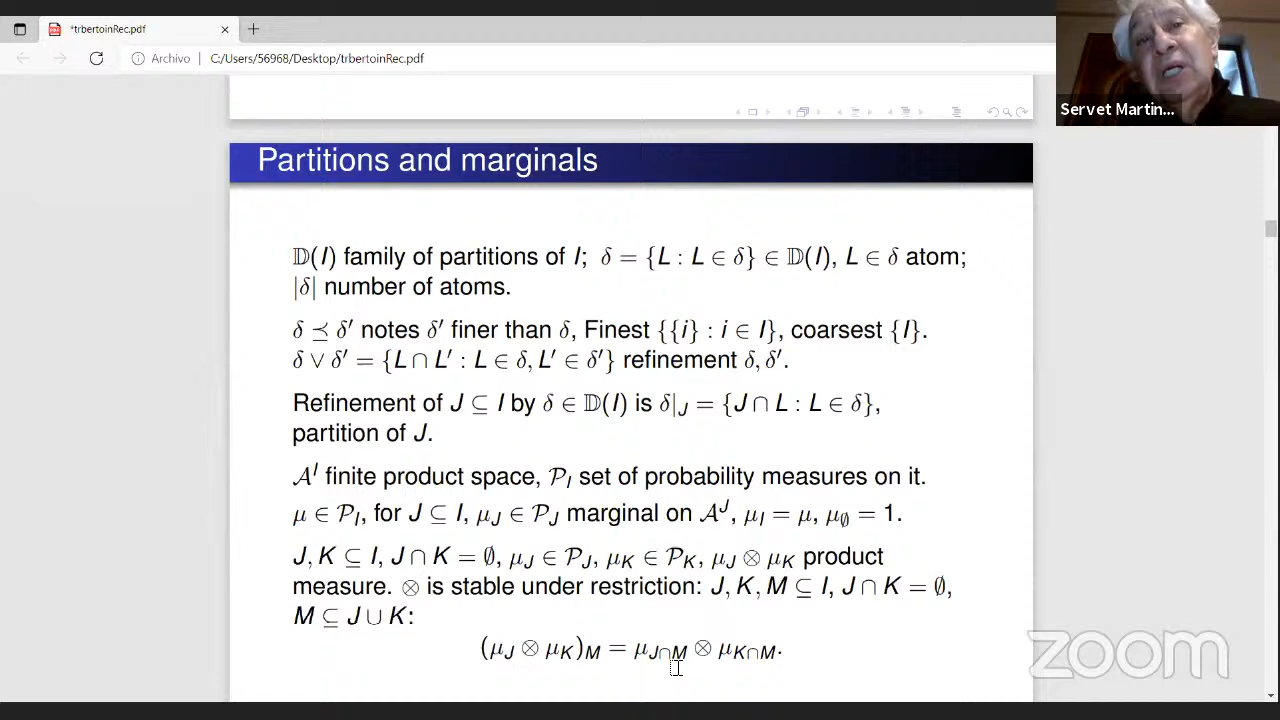 *trbertoinRec.pdf
Archivo | C:/Users/56968/Desktop/trbertoinRec.pdf
Servet Martin...
Partitions and marginals
𝔻(I) family of partitions of I; δ = {L : L ∈ δ} ∈ 𝔻(I), L ∈ δ atom;
|δ| number of atoms.
δ ⪯ δ′ notes δ′ finer than δ, Finest {{i} : i ∈ I}, coarsest {I}.
δ ∨ δ′ = {L ∩ L′ : L ∈ δ, L′ ∈ δ′} refinement δ, δ′.
Refinement of J ⊆ I by δ ∈ 𝔻(I) is δ|_J = {J ∩ L : L ∈ δ},
partition of J.
𝒜^I finite product space, 𝒫_I set of probability measures on it.
μ ∈ 𝒫_I, for J ⊆ I, μ_J ∈ 𝒫_J marginal on 𝒜^J, μ_I = μ, μ_∅ = 1.
J, K ⊆ I, J ∩ K = ∅, μ_J ∈ 𝒫_J, μ_K ∈ 𝒫_K, μ_J ⊗ μ_K product
measure. ⊗ is stable under restriction: J, K, M ⊆ I, J ∩ K = ∅,
M ⊆ J ∪ K:
(μ_J ⊗ μ_K)_M = μ_{J∩M} ⊗ μ_{K∩M}.
zoom